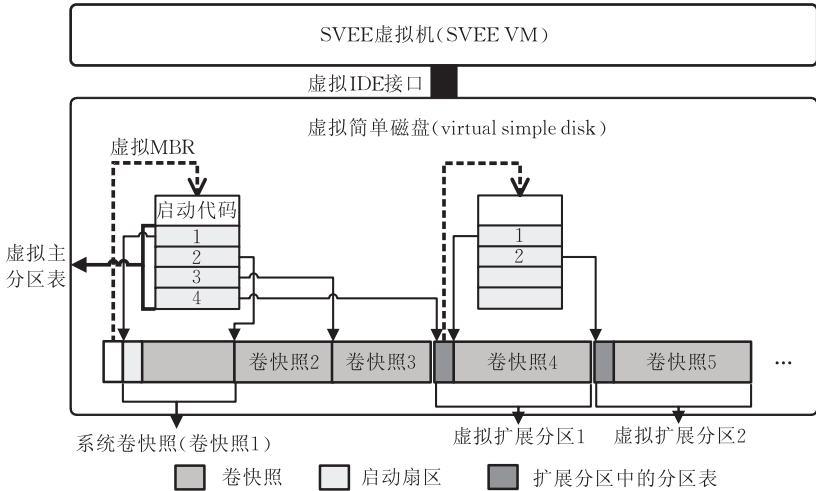 SVEE虚拟机(SVEE VM)
虚拟IDE接口
虚拟简单磁盘(virtual simple disk)
虚拟MBR
启动代码
1
2
3
4
1
2
虚拟主
分区表
卷快照2
卷快照3
卷快照4
卷快照5
...
系统卷快照(卷快照1)
虚拟扩展分区1
虚拟扩展分区2
卷快照
启动扇区
扩展分区中的分区表